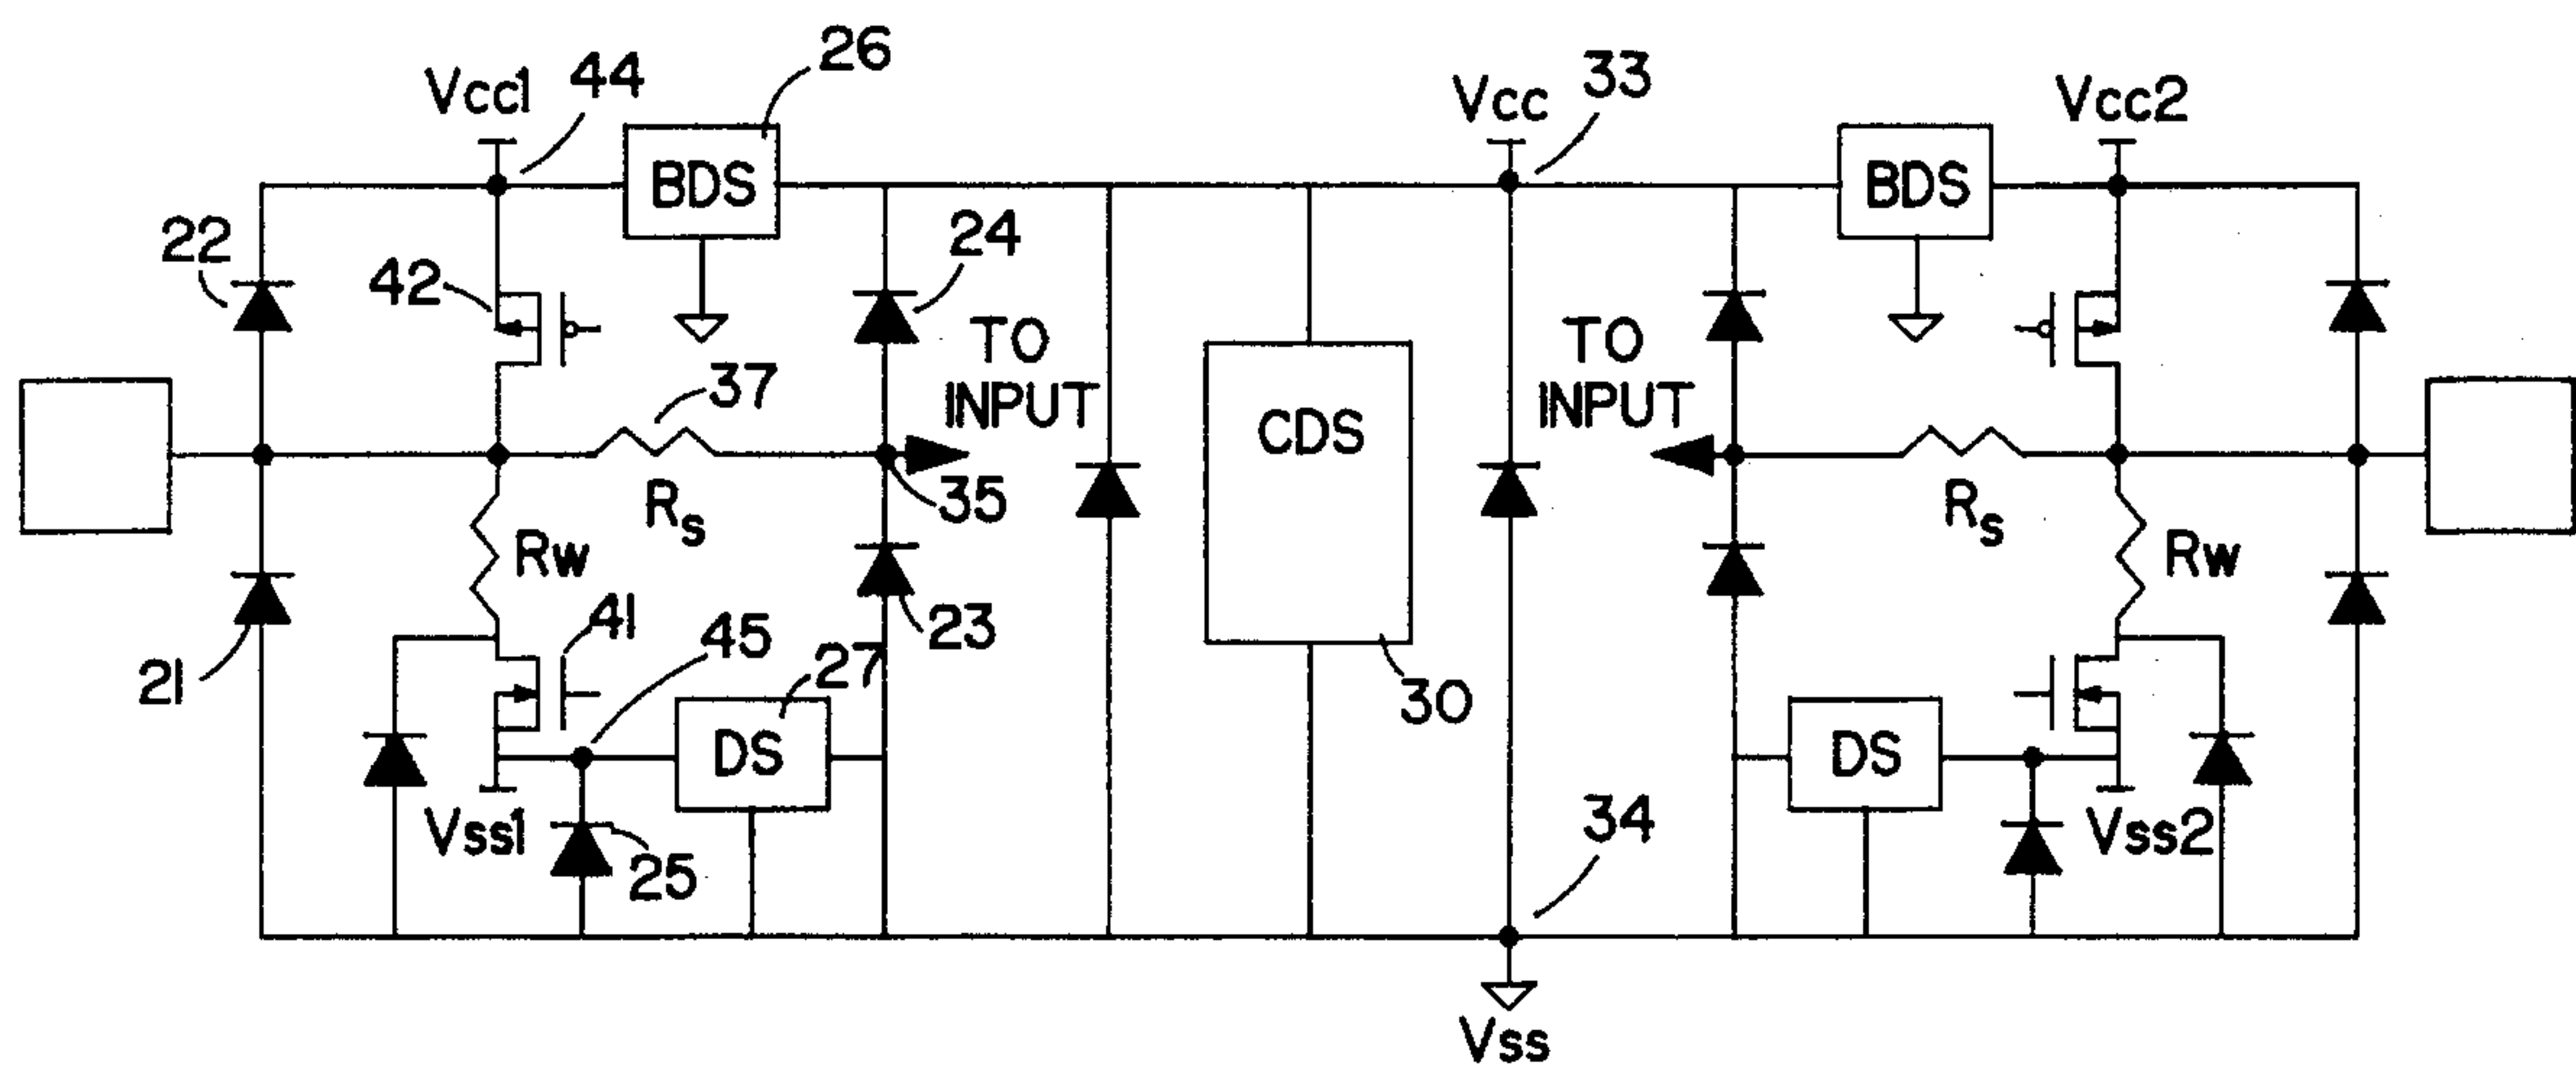 Vcc1
44
26
Vcc
33
Vcc2
BDS
BDS
22
42
24
TO
INPUT
TO
INPUT
37
CDS
Rs
35
Rs
Rw
Rw
41
45
23
21
27
30
DS
DS
Vss1
25
34
Vss2
Vss